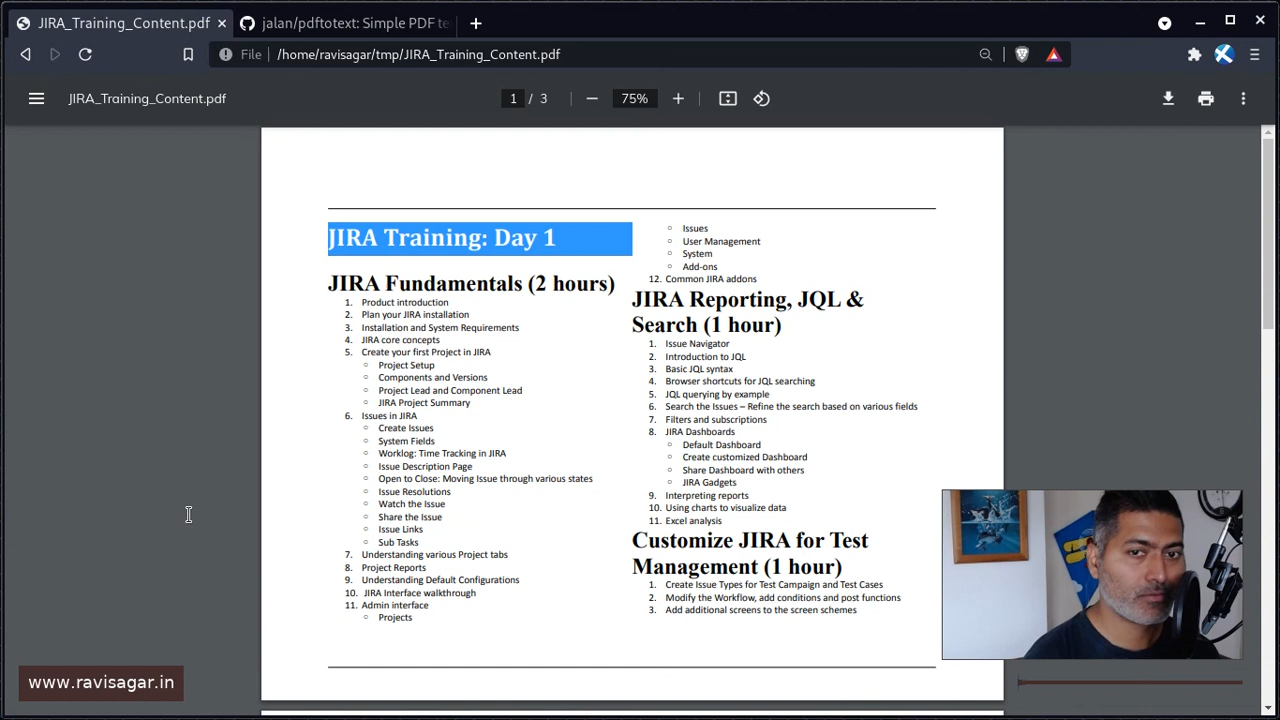 JIRA_Training_Content.pdf
jalan/pdftotext: Simple PDF te
File
/home/ravisagar/tmp/JIRA_Training_Content.pdf
JIRA_Training_Content.pdf
1 / 3
75%
JIRA Training: Day 1
JIRA Fundamentals (2 hours)
1. Product introduction
2. Plan your JIRA installation
3. Installation and System Requirements
4. JIRA core concepts
5. Create your first Project in JIRA
○ Project Setup
○ Components and Versions
○ Project Lead and Component Lead
○ JIRA Project Summary
6. Issues in JIRA
○ Create Issues
○ System Fields
○ Worklog: Time Tracking in JIRA
○ Issue Description Page
○ Open to Close: Moving Issue through various states
○ Issue Resolutions
○ Watch the Issue
○ Share the Issue
○ Issue Links
○ Sub Tasks
7. Understanding various Project tabs
8. Project Reports
9. Understanding Default Configurations
10. JIRA Interface walkthrough
11. Admin interface
○ Projects
○ Issues
○ User Management
○ System
○ Add-ons
12. Common JIRA addons
JIRA Reporting, JQL &
Search (1 hour)
1. Issue Navigator
2. Introduction to JQL
3. Basic JQL syntax
4. Browser shortcuts for JQL searching
5. JQL querying by example
6. Search the Issues – Refine the search based on various fields
7. Filters and subscriptions
8. JIRA Dashboards
○ Default Dashboard
○ Create customized Dashboard
○ Share Dashboard with others
○ JIRA Gadgets
9. Interpreting reports
10. Using charts to visualize data
11. Excel analysis
Customize JIRA for Test
Management (1 hour)
1. Create Issue Types for Test Campaign and Test Cases
2. Modify the Workflow, add conditions and post functions
3. Add additional screens to the screen schemes
www.ravisagar.in